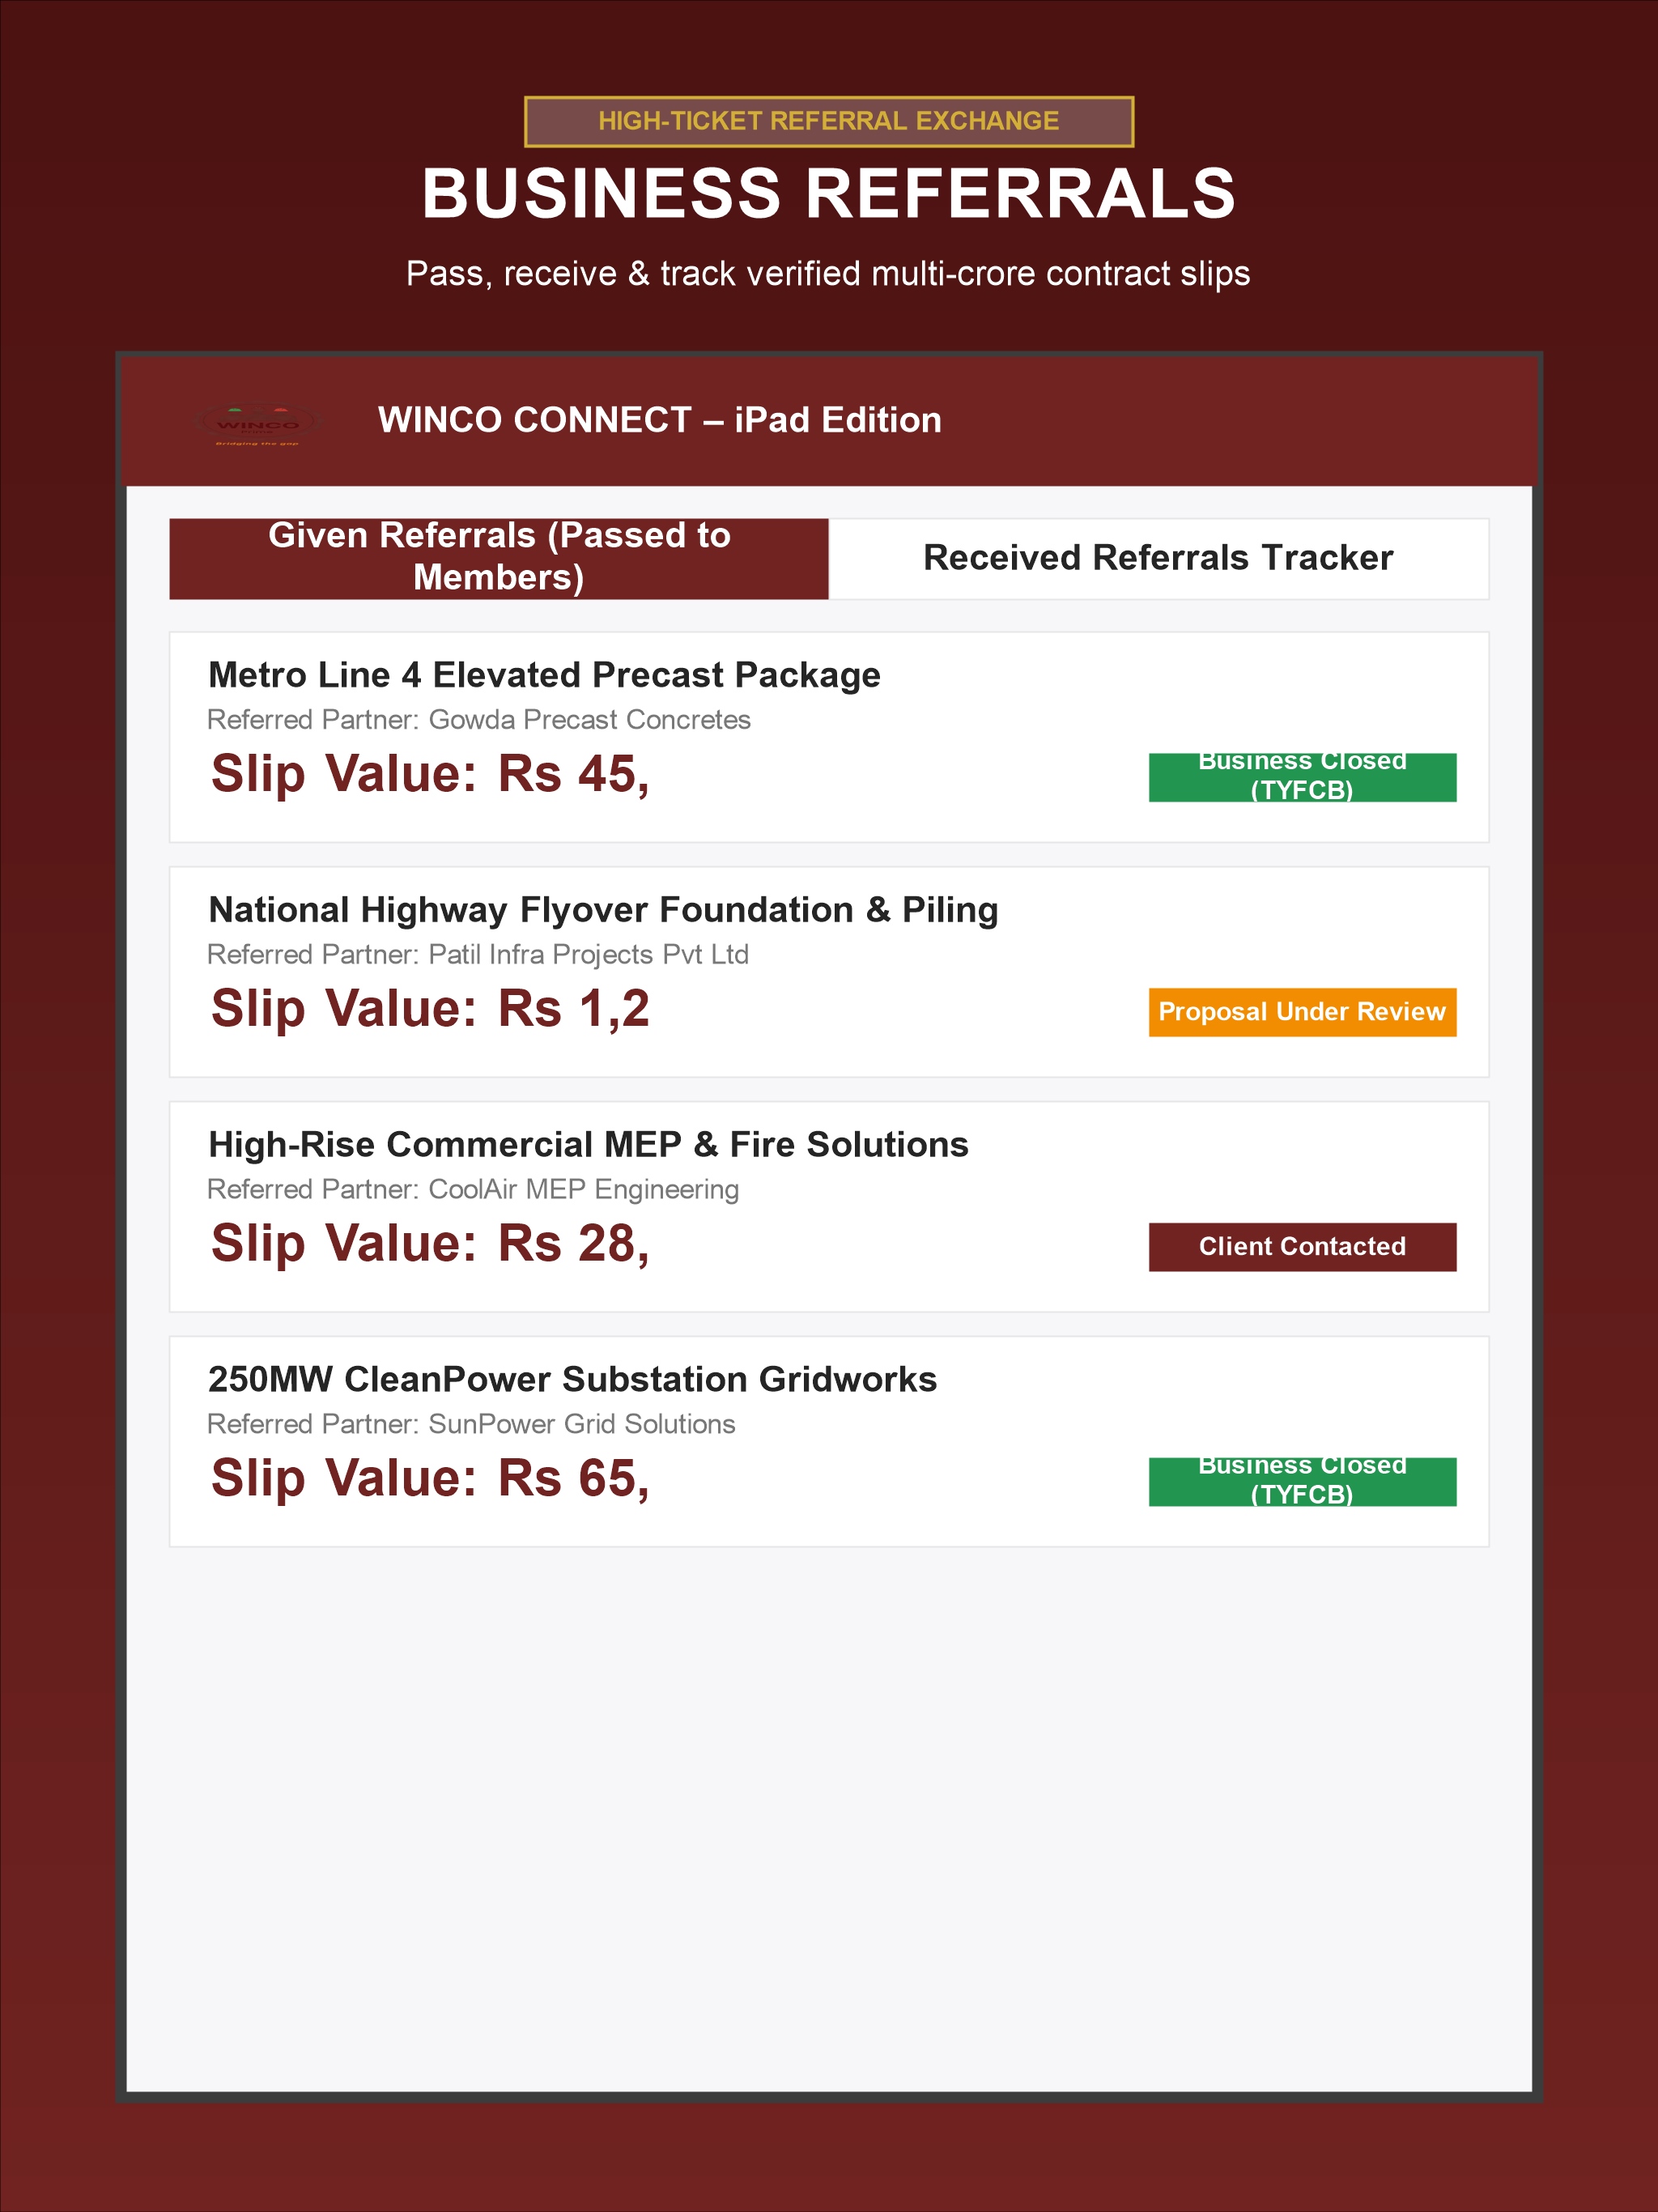 HIGH-TICKET REFERRAL EXCHANGE
BUSINESS REFERRALS
Pass, receive & track verified multi-crore contract slips
WINCO
Bridging the gap
WINCO CONNECT – iPad Edition
Given Referrals (Passed to
Members)
Received Referrals Tracker
Metro Line 4 Elevated Precast Package
Referred Partner: Gowda Precast Concretes
Slip Value: Rs 45,
Business Closed
(TYFCB)
National Highway Flyover Foundation & Piling
Referred Partner: Patil Infra Projects Pvt Ltd
Slip Value: Rs 1,2
Proposal Under Review
High-Rise Commercial MEP & Fire Solutions
Referred Partner: CoolAir MEP Engineering
Slip Value: Rs 28,
Client Contacted
250MW CleanPower Substation Gridworks
Referred Partner: SunPower Grid Solutions
Slip Value: Rs 65,
Business Closed
(TYFCB)